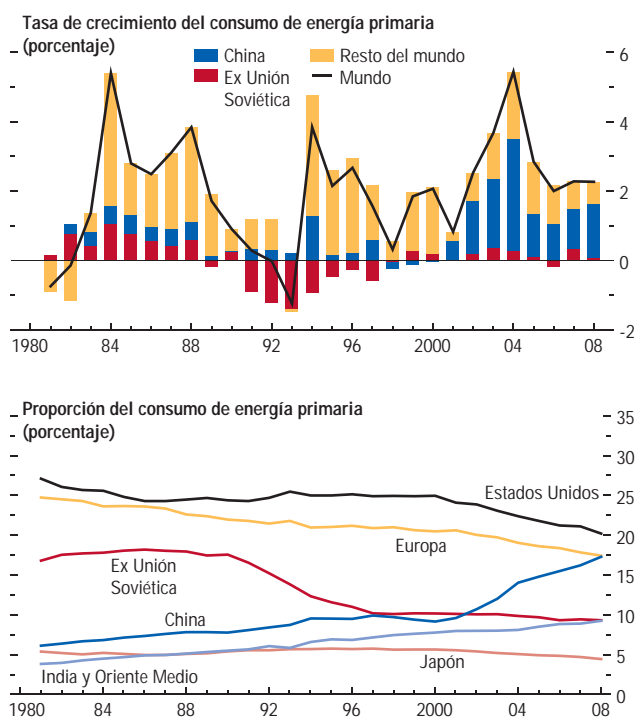 Tasa de crecimiento del consumo de energía primaria
(porcentaje)
China
Resto del mundo
Ex Unión
Soviética
Mundo
6
4
2
0
-2
1980 84 88 92 96 2000 04 08
Proporción del consumo de energía primaria
(porcentaje)
35
30
25
20
15
10
5
0
Estados Unidos
Europa
Ex Unión
Soviética
China
India y Oriente Medio
Japón
1980 84 88 92 96 2000 04 08